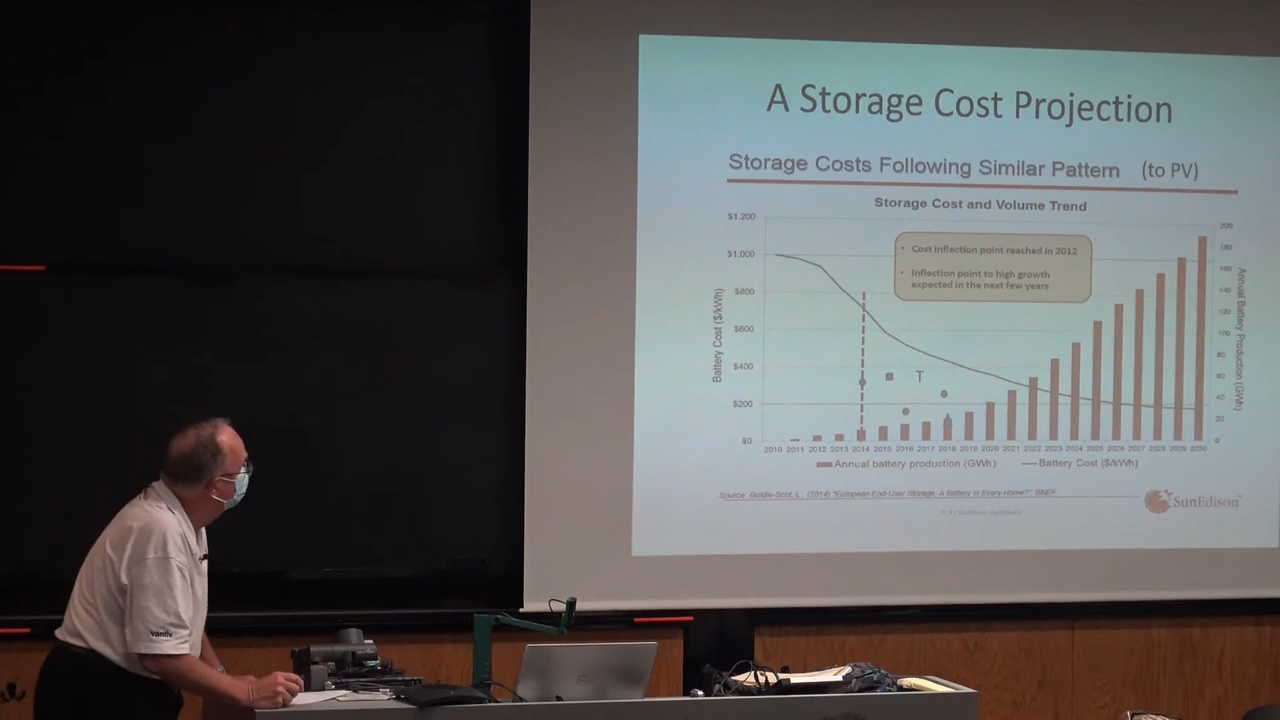 A Storage Cost Projection
Storage Costs Following Similar Pattern (to PV)
Storage Cost and Volume Trend
$1,200
$1,000
$800
$600
$400
$200
$0
Battery Cost ($/kWh)
• Cost Inflection point reached in 2012
• Inflection point to high growth
expected in the next few years
T
200
180
160
140
120
100
80
60
40
20
0
Annual Battery Production (GWh)
2010 2011 2012 2013 2014 2015 2016 2017 2018 2019 2020 2021 2022 2023 2024 2025 2026 2027 2028 2029 2030
Annual battery production (GWh) Battery Cost ($/kWh)
Source: Goldie-Scot, L. (2014) "European End-User Storage: A Battery in Every Home?", BNEF
SunEdison
vantiv
DELL